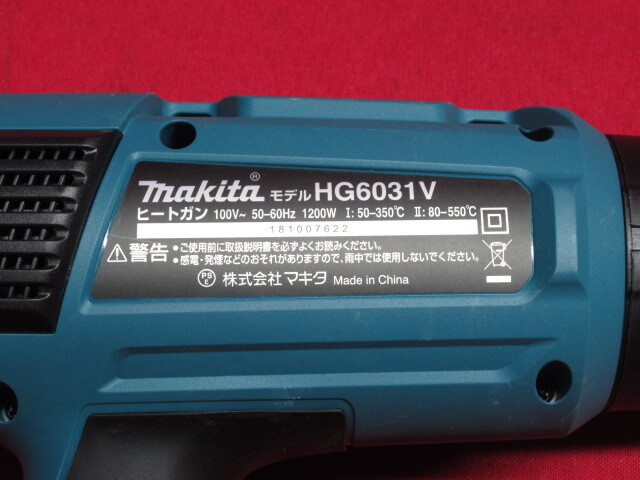 makita® モデル HG6031V
ヒートガン 100V~ 50-60Hz 1200W I: 50-350℃ II: 80-550℃
181007622
警告 •ご使用前に取扱説明書を必ずよくお読みください。
•感電・発煙などのおそれがありますので、雨中では使用しないでください。
PS E 株式会社 マキタ Made in China